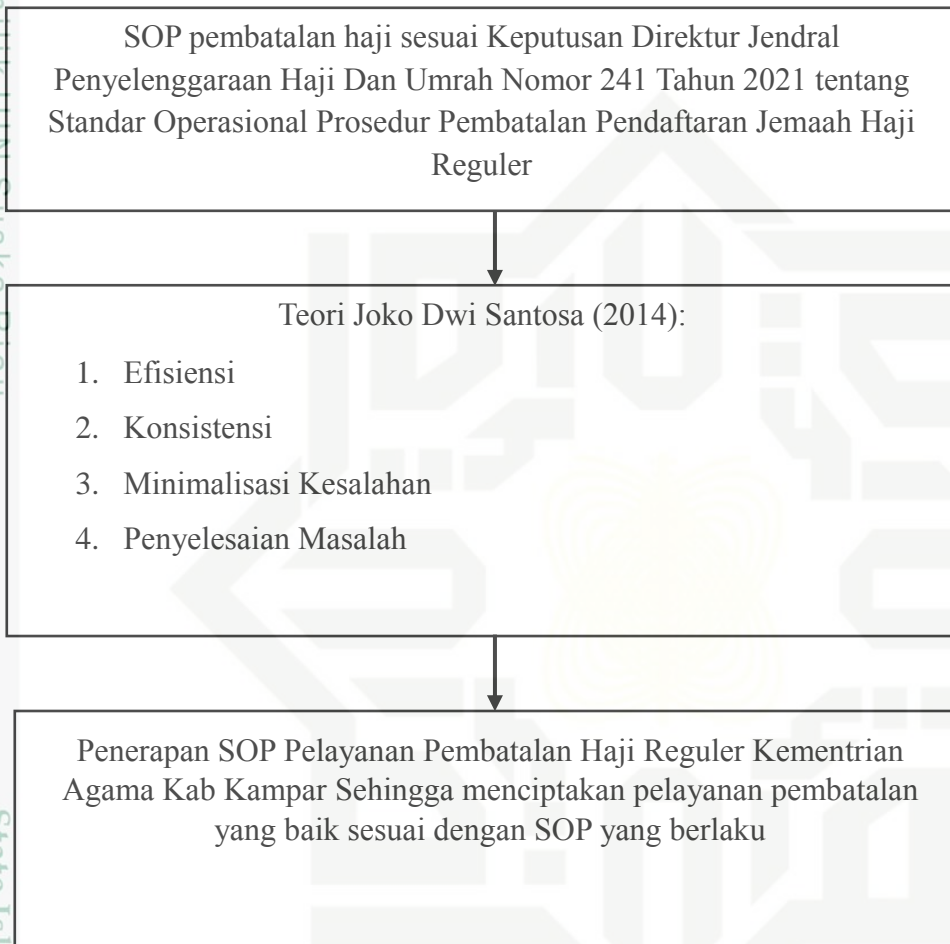 SOP pembatalan haji sesuai Keputusan Direktur Jendral
Penyelenggaraan Haji Dan Umrah Nomor 241 Tahun 2021 tentang
Standar Operasional Prosedur Pembatalan Pendaftaran Jemaah Haji
Reguler
Teori Joko Dwi Santosa (2014):
1. Efisiensi
2. Konsistensi
3. Minimalisasi Kesalahan
4. Penyelesaian Masalah
Penerapan SOP Pelayanan Pembatalan Haji Reguler Kementrian
Agama Kab Kampar Sehingga menciptakan pelayanan pembatalan
yang baik sesuai dengan SOP yang berlaku